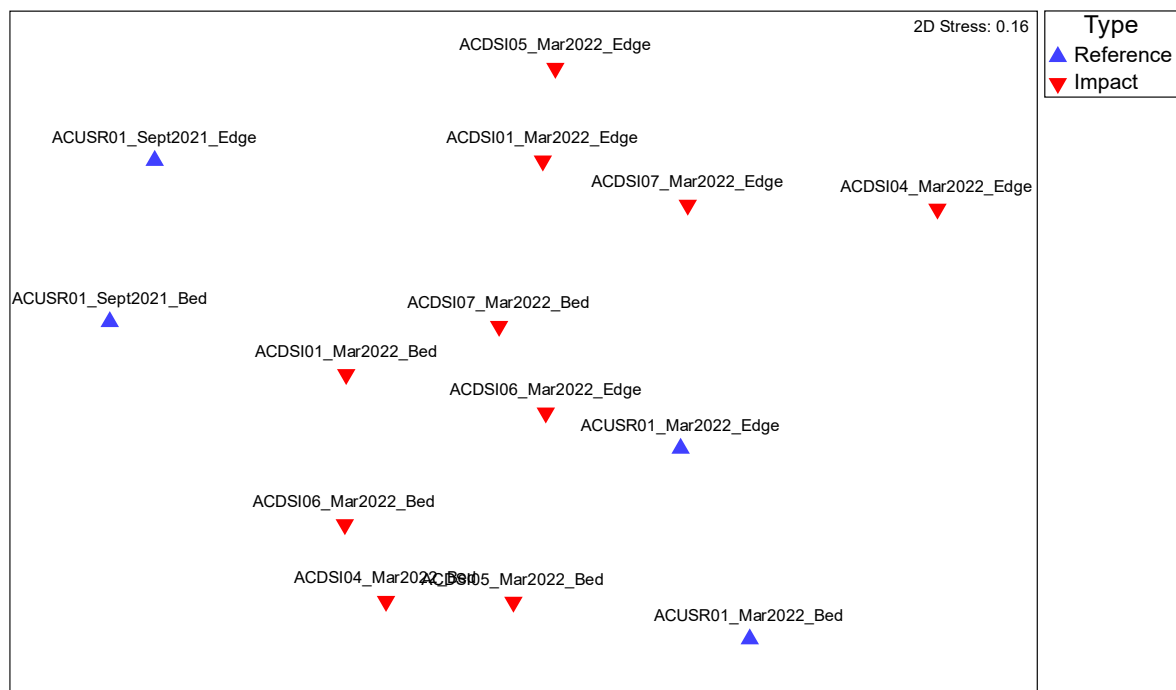 2D Stress: 0.16
Type
Reference
Impact
ACDSI05_Mar2022_Edge
ACUSR01_Sept2021_Edge
ACDSI01_Mar2022_Edge
ACDSI07_Mar2022_Edge
ACDSI04_Mar2022_Edge
ACUSR01_Sept2021_Bed
ACDSI07_Mar2022_Bed
ACDSI01_Mar2022_Bed
ACDSI06_Mar2022_Edge
ACUSR01_Mar2022_Edge
ACDSI06_Mar2022_Bed
ACDSI04_Mar2022_Bed
ACDSI05_Mar2022_Bed
ACUSR01_Mar2022_Bed